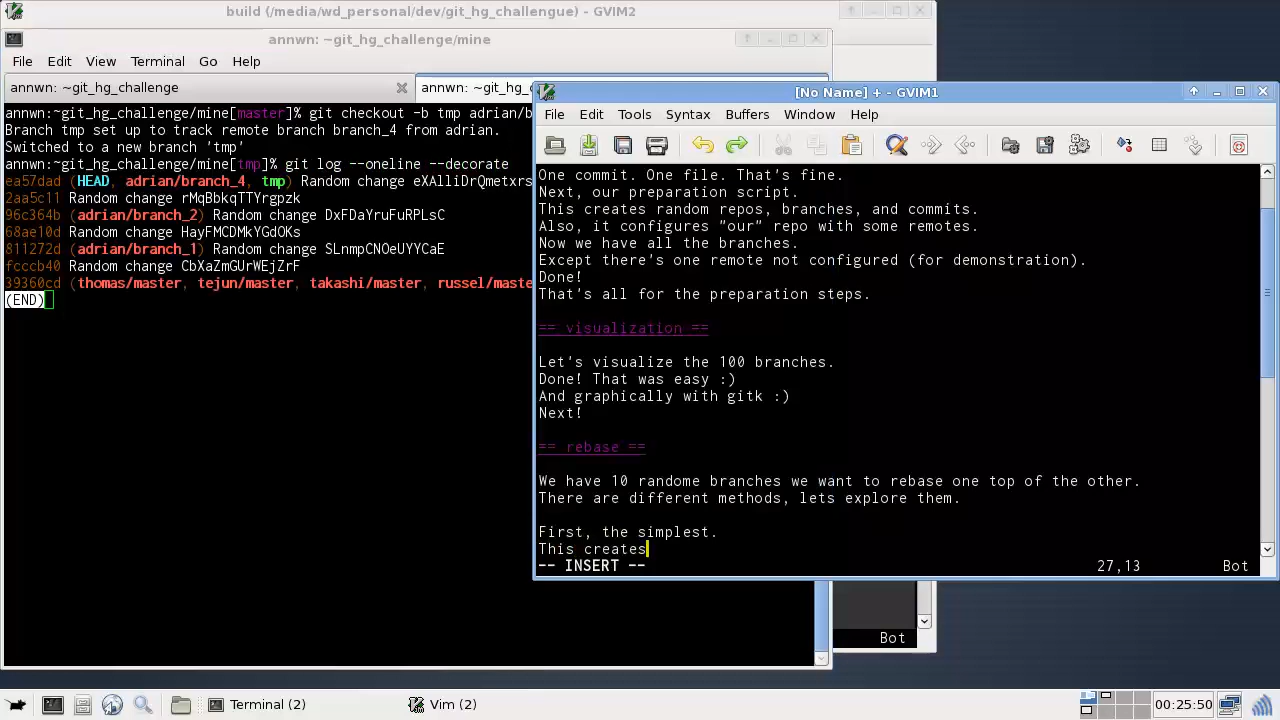 build (/media/wd_personal/dev/git_hg_challengue) - GVIM2
annwn: ~git_hg_challenge/mine
File Edit View Terminal Go Help
annwn: ~git_hg_challenge
annwn: ~git_hg_c
annwn:~git_hg_challenge/mine[master]% git checkout -b tmp adrian/b
Branch tmp set up to track remote branch branch_4 from adrian.
Switched to a new branch 'tmp'
annwn:~git_hg_challenge/mine[tmp]% git log --oneline --decorate
ea57dad (HEAD, adrian/branch_4, tmp) Random change eXAlliDrQmetxrs
2aa5c11 Random change rMqBbkqTTYrgpzk
96c364b (adrian/branch_2) Random change DxFDaYruFuRPLsC
68ae10d Random change HayFMCDMkYGdOKs
811272d (adrian/branch_1) Random change SLnmpCNOeUYYCaE
fcccb40 Random change CbXaZmGUrWEjZrF
39360cd (thomas/master, tejun/master, takashi/master, russel/maste
(END)
[No Name] + - GVIM1
File Edit Tools Syntax Buffers Window Help
One commit. One file. That's fine.
Next, our preparation script.
This creates random repos, branches, and commits.
Also, it configures "our" repo with some remotes.
Now we have all the branches.
Except there's one remote not configured (for demonstration).
Done!
That's all for the preparation steps.
== visualization ==
Let's visualize the 100 branches.
Done! That was easy :)
And graphically with gitk :)
Next!
== rebase ==
We have 10 randome branches we want to rebase one top of the other.
There are different methods, lets explore them.
First, the simplest.
This creates
-- INSERT -- 27,13 Bot
Bot
Terminal (2)
Vim (2)
00:25:50